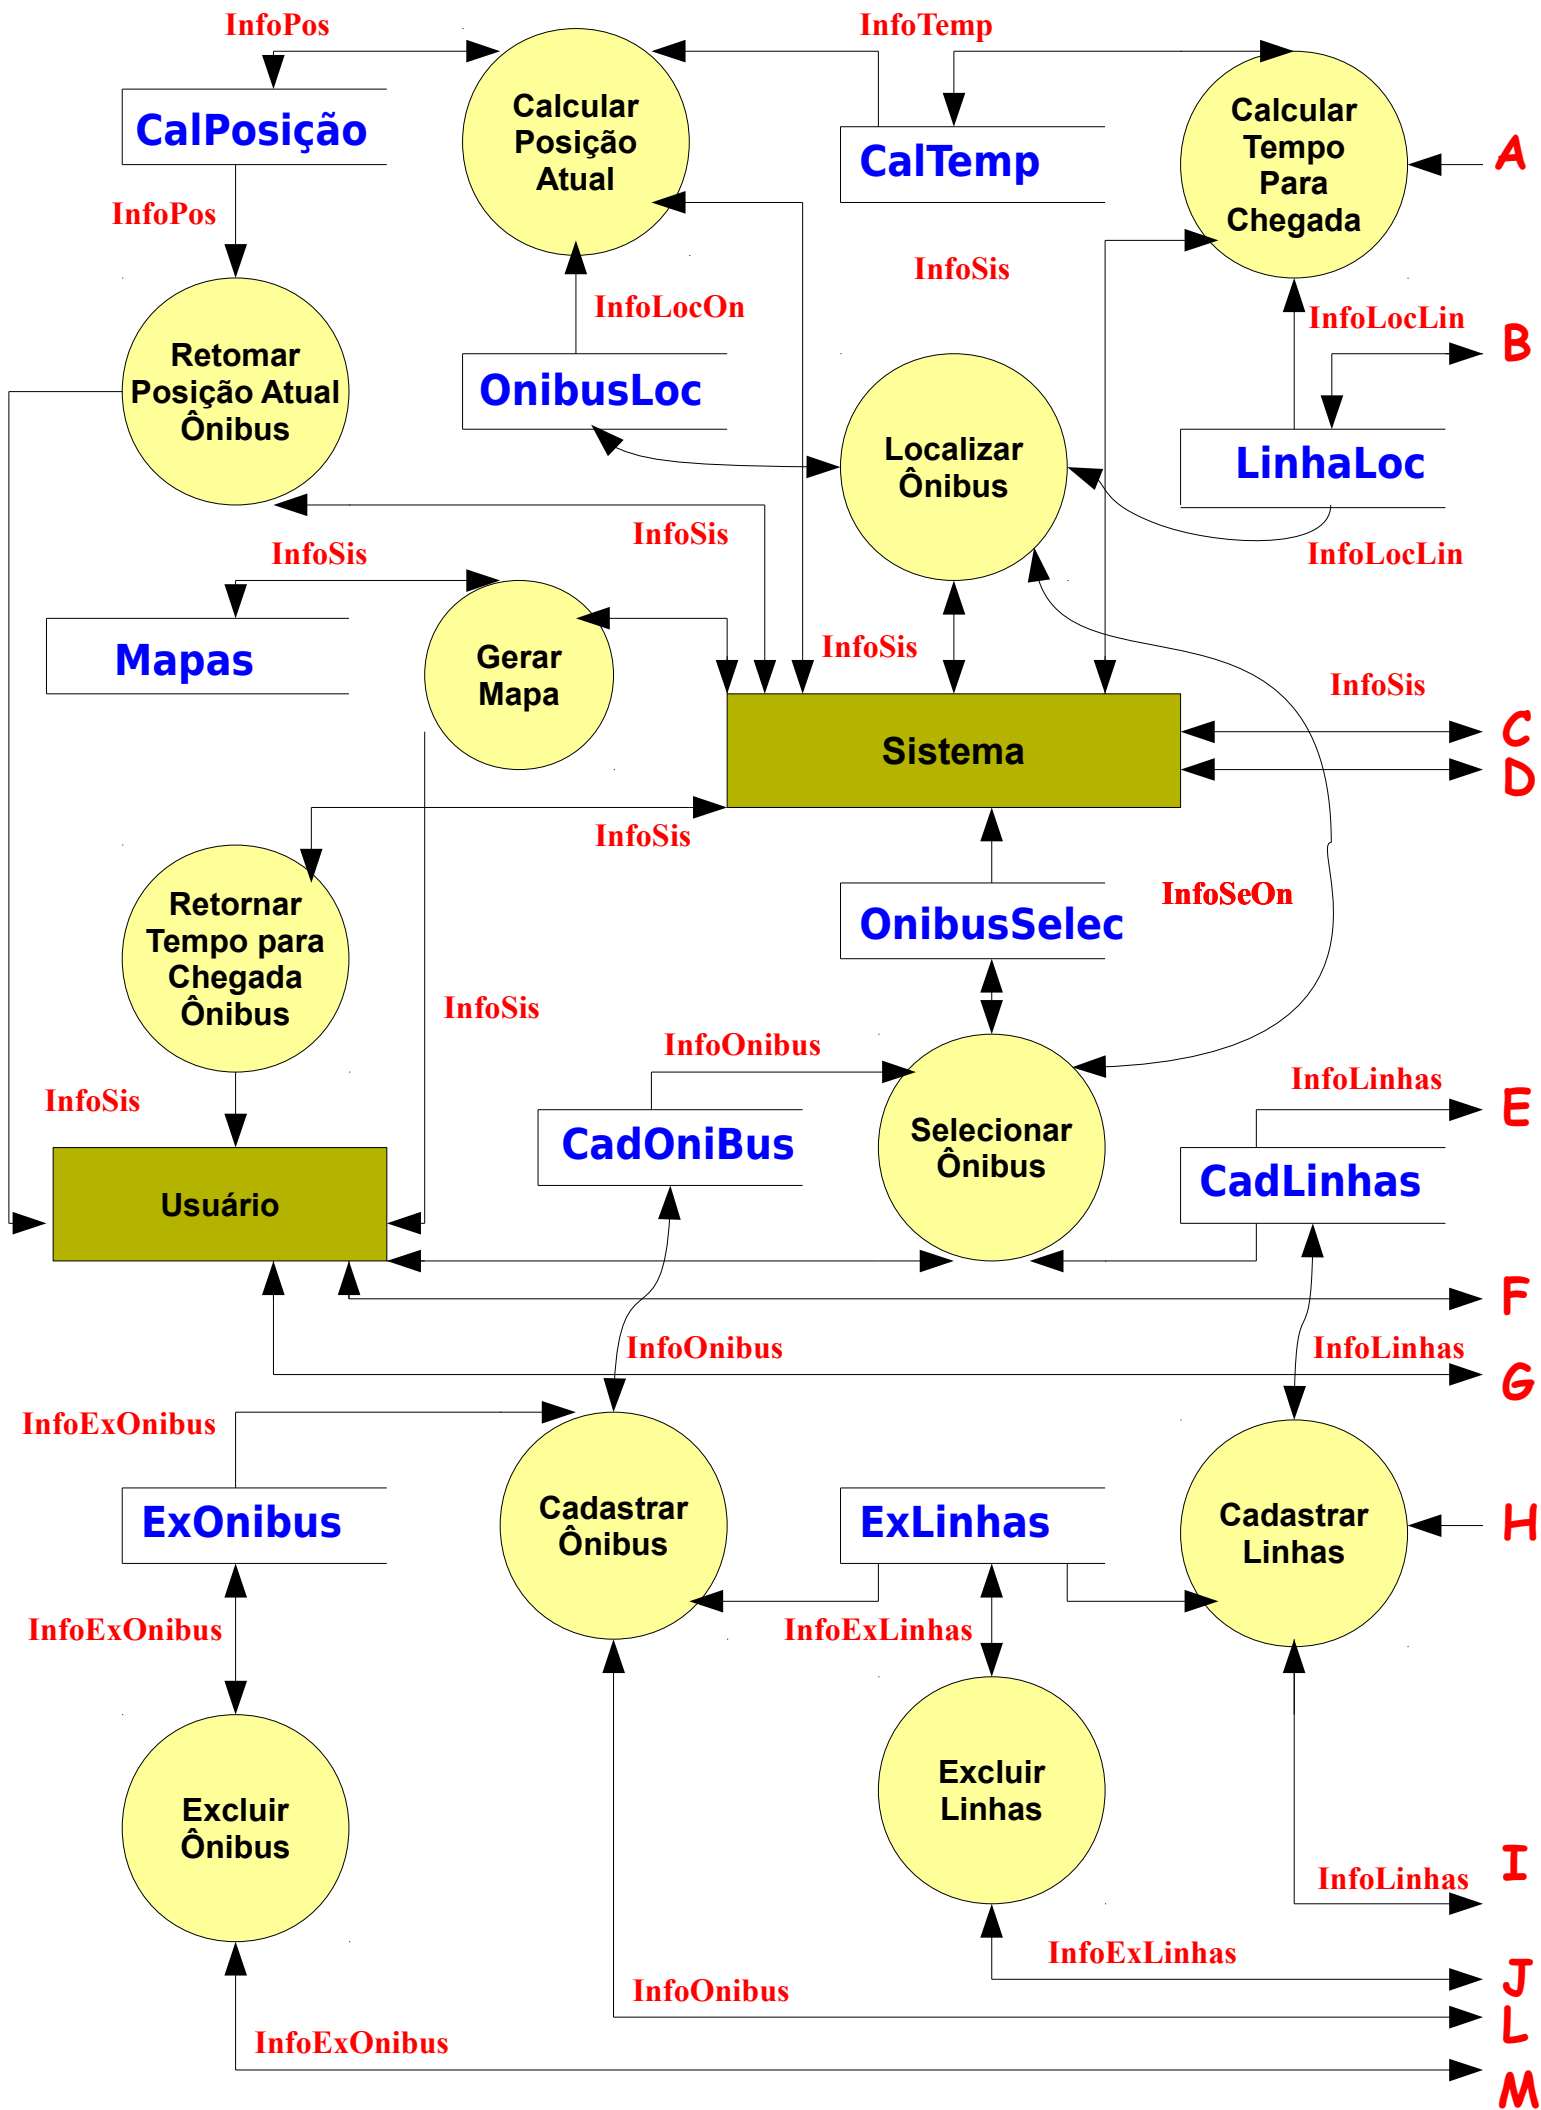 InfoPos
InfoTemp
Calcular
Posição
Atual
Calcular
Tempo
Para
Chegada
CalPosição
CalTemp
A
InfoPos
InfoSis
InfoLocOn
InfoLocLin
B
Retomar
Posição Atual
Ônibus
OnibusLoc
Localizar
Ônibus
LinhaLoc
InfoSis
InfoSis
InfoLocLin
Mapas
Gerar
Mapa
InfoSis
InfoSis
Sistema
C
D
InfoSis
Retornar
Tempo para
Chegada
Ônibus
OnibusSelec
InfoSeOn
InfoSis
InfoOnibus
InfoSis
InfoLinhas
E
CadOniBus
Selecionar
Ônibus
CadLinhas
Usuário
F
InfoOnibus
InfoLinhas
G
InfoExOnibus
ExOnibus
Cadastrar
Ônibus
ExLinhas
Cadastrar
Linhas
H
InfoExOnibus
InfoExLinhas
Excluir
Ônibus
Excluir
Linhas
InfoLinhas
I
InfoExLinhas
J
InfoOnibus
L
InfoExOnibus
M